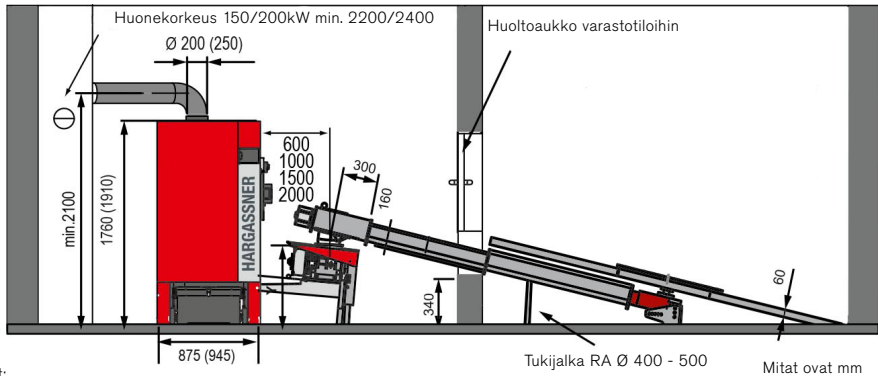 Huonekorkeus 150/200kW min. 2200/2400
Ø 200 (250)
Huoltoaukko varastotiloihin
600
1000
1500
2000
300
160
min.2100
1760 (1910)
HARGASSNER
340
60
875 (945)
Tukijalka RA Ø 400 - 500
Mitat ovat mm